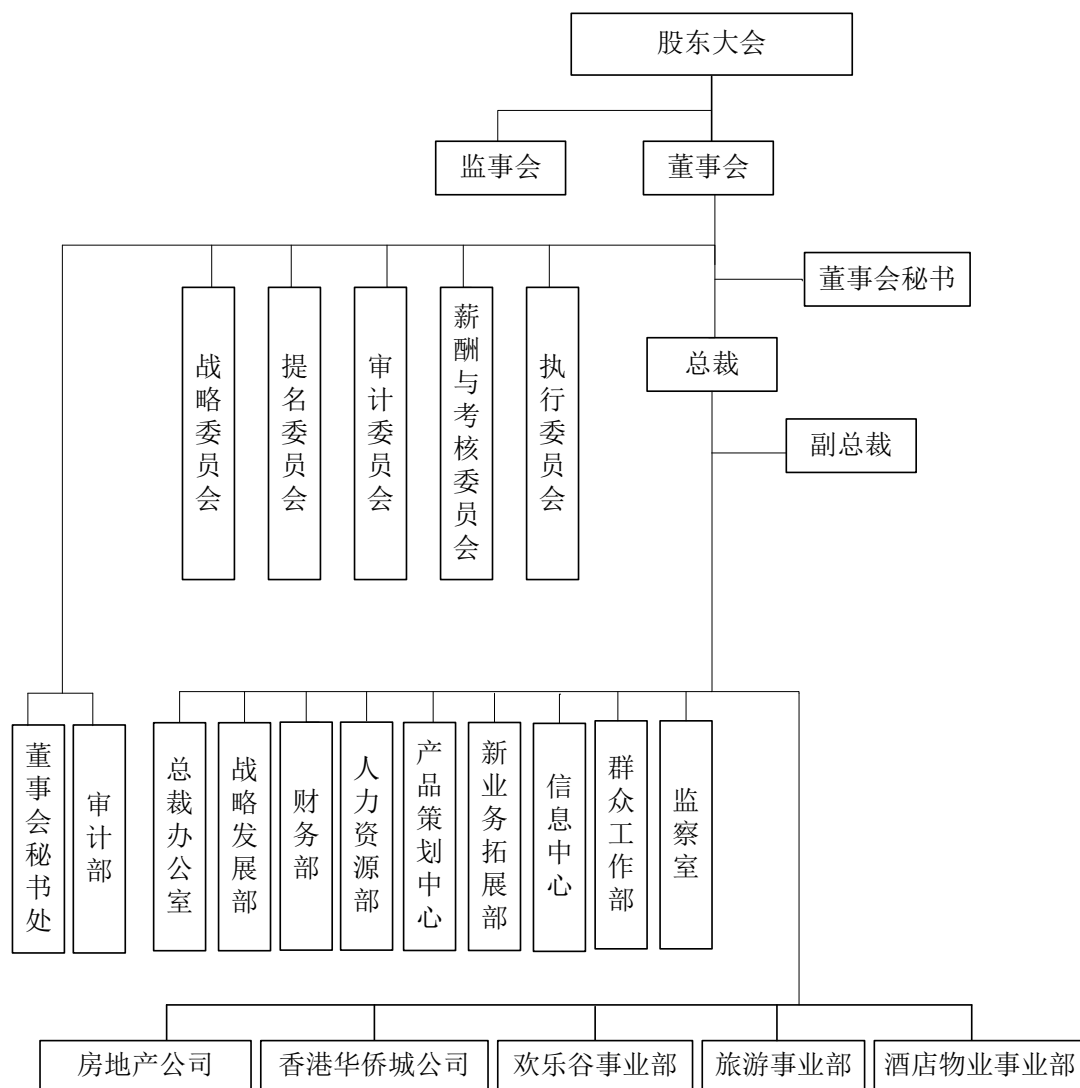 股东大会
监事会
董事会
董事会秘书
总裁
副总裁
战略委员会
提名委员会
审计委员会
薪酬与考核委员会
执行委员会
董事会秘书处
审计部
总裁办公室
战略发展部
财务部
人力资源部
产品策划中心
新业务拓展部
信息中心
群众工作部
监察室
房地产公司
香港华侨城公司
欢乐谷事业部
旅游事业部
酒店物业事业部